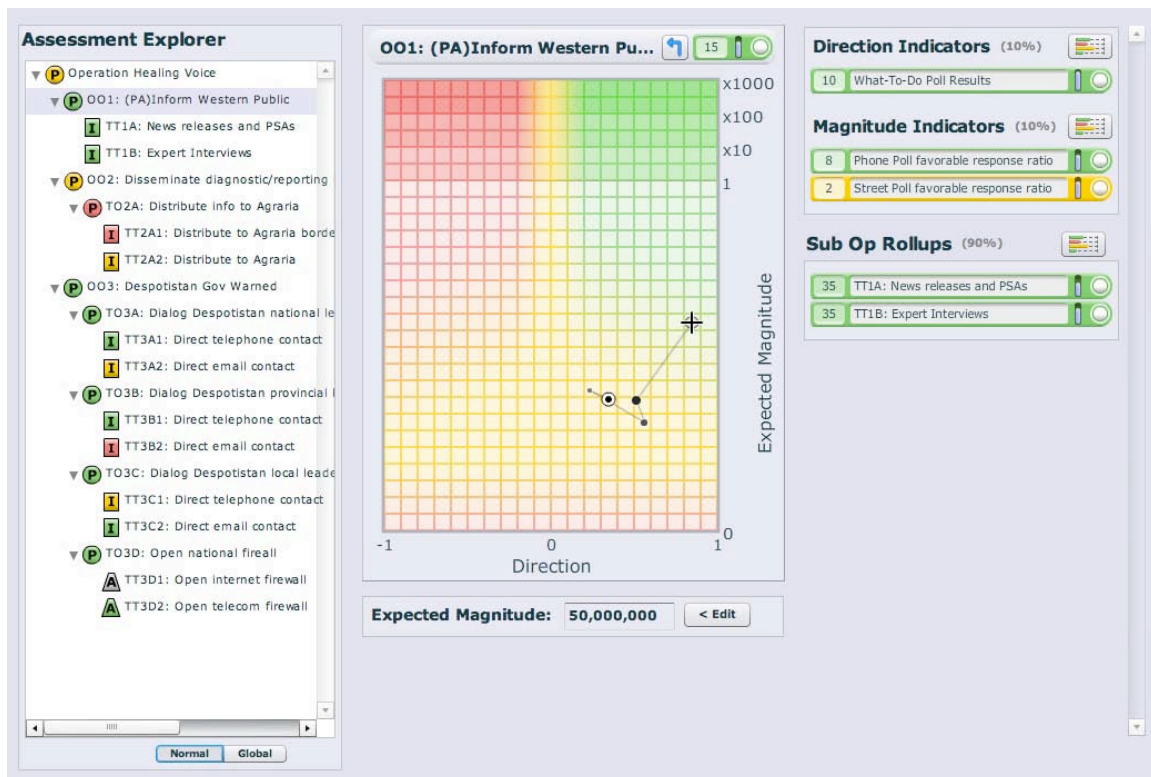 Assessment Explorer
P Operation Healing Voice
P OO1: (PA)Inform Western Public
I TT1A: News releases and PSAs
I TT1B: Expert Interviews
P OO2: Disseminate diagnostic/reporting
P TO2A: Distribute info to Agraria
I TT2A1: Distribute to Agraria borde
I TT2A2: Distribute to Agraria
P OO3: Despotistan Gov Warned
P TO3A: Dialog Despotistan national le
I TT3A1: Direct telephone contact
I TT3A2: Direct email contact
P TO3B: Dialog Despotistan provincial l
I TT3B1: Direct telephone contact
I TT3B2: Direct email contact
P TO3C: Dialog Despotistan local leade
I TT3C1: Direct telephone contact
I TT3C2: Direct email contact
P TO3D: Open national fireall
A TT3D1: Open internet firewall
A TT3D2: Open telecom firewall
Normal Global
OO1: (PA)Inform Western Pu... 15
x1000
x100
x10
1
Expected Magnitude
0
-1 0 1
Direction
Expected Magnitude: 50,000,000 < Edit
Direction Indicators (10%)
10 What-To-Do Poll Results
Magnitude Indicators (10%)
8 Phone Poll favorable response ratio
2 Street Poll favorable response ratio
Sub Op Rollups (90%)
35 TT1A: News releases and PSAs
35 TT1B: Expert Interviews